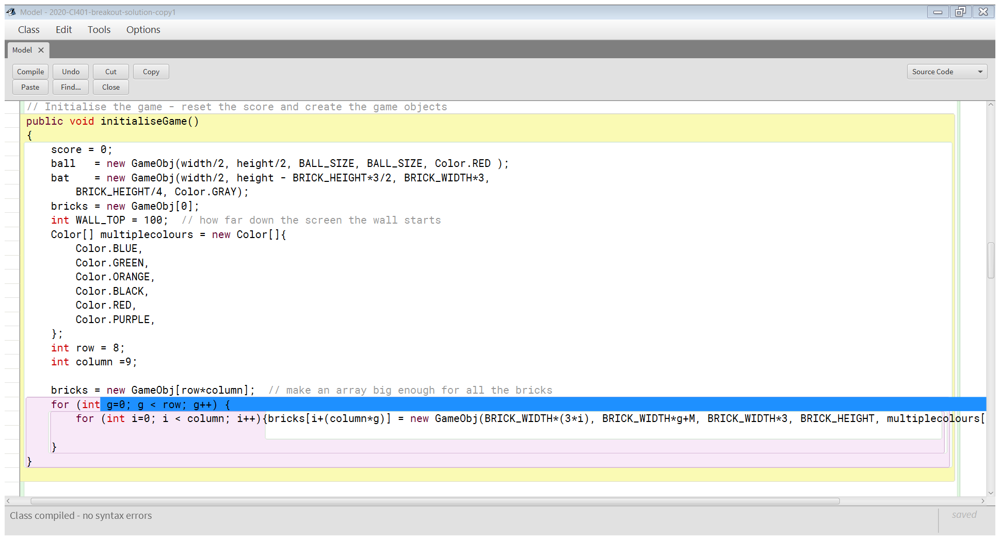 Model - 2020-CI401-breakout-solution-copy1
Class Edit Tools Options
Model
Compile Undo Cut Copy Source Code
Paste Find... Close
// Initialise the game - reset the score and create the game objects
public void initialiseGame()
{
score = 0;
ball = new GameObj(width/2, height/2, BALL_SIZE, BALL_SIZE, Color.RED );
bat = new GameObj(width/2, height - BRICK_HEIGHT*3/2, BRICK_WIDTH*3,
BRICK_HEIGHT/4, Color.GRAY);
bricks = new GameObj[0];
int WALL_TOP = 100; // how far down the screen the wall starts
Color[] multiplecolours = new Color[]{
Color.BLUE,
Color.GREEN,
Color.ORANGE,
Color.BLACK,
Color.RED,
Color.PURPLE,
};
int row = 8;
int column =9;
bricks = new GameObj[row*column]; // make an array big enough for all the bricks
for (int g=0; g < row; g++) {
for (int i=0; i < column; i++){bricks[i+(column*g)] = new GameObj(BRICK_WIDTH*(3*i), BRICK_WIDTH*g+M, BRICK_WIDTH*3, BRICK_HEIGHT, multiplecolours[
}
}
Class compiled - no syntax errors
saved